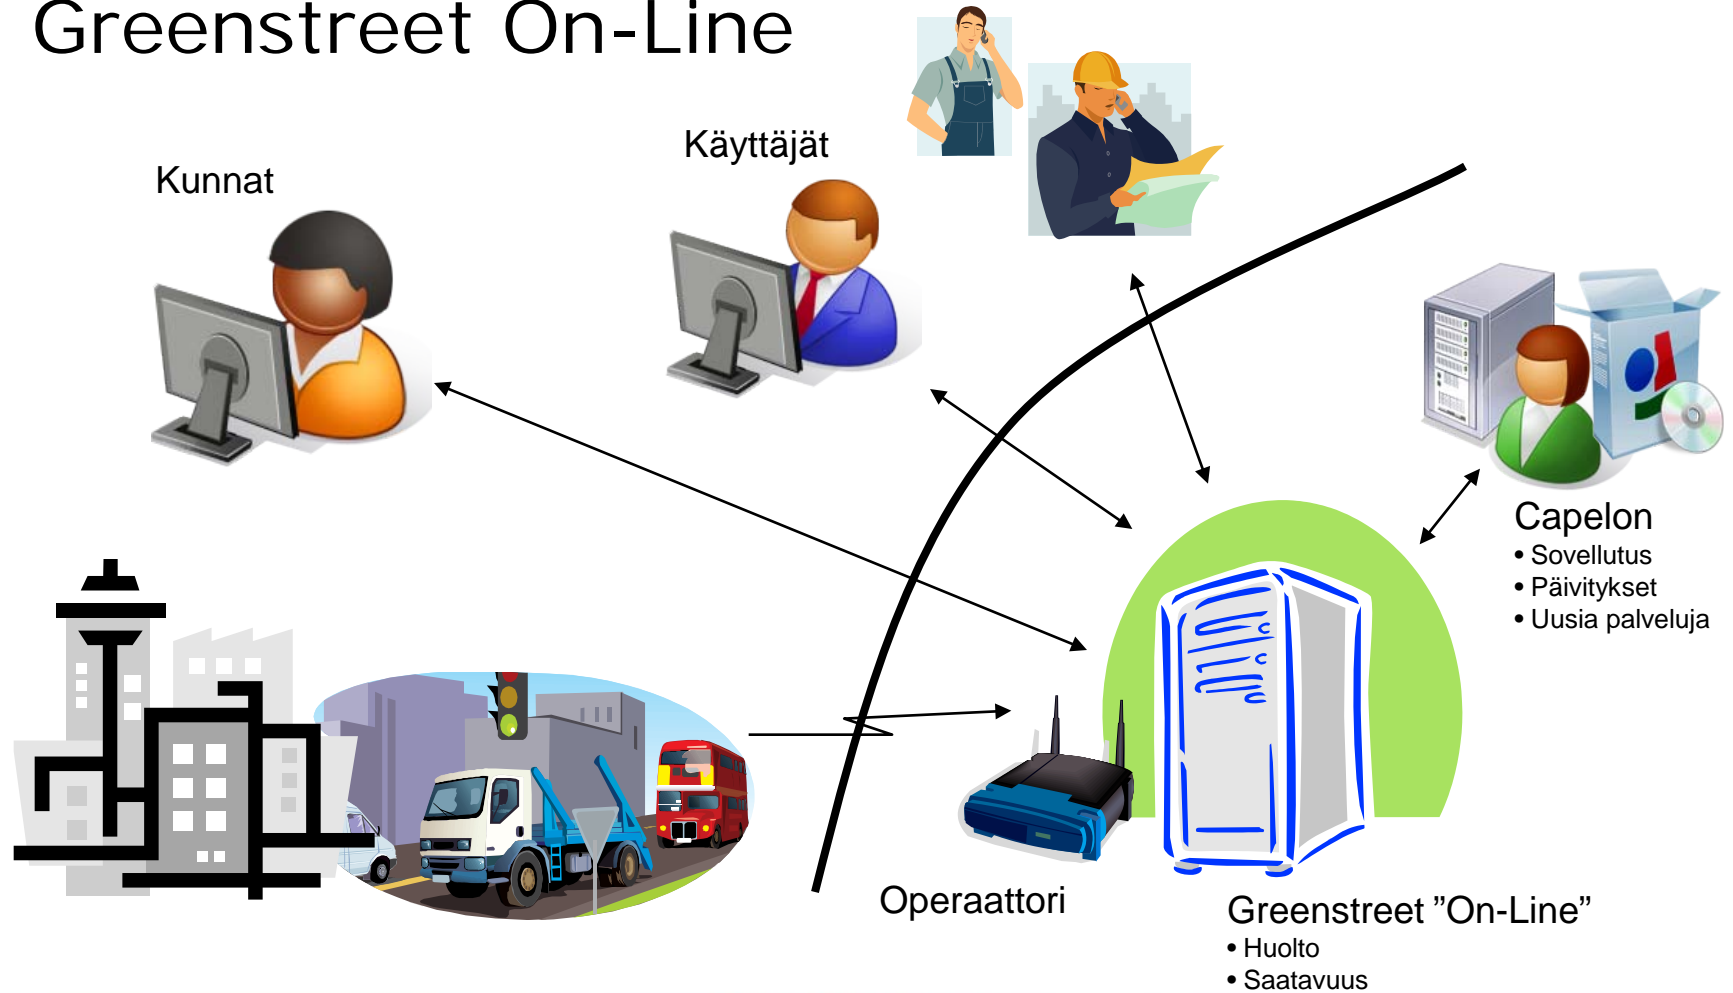 Greenstreet On-Line
Käyttäjät
Kunnat
Capelon
• Sovellutus
• Päivitykset
• Uusia palveluja
Operaattori
Greenstreet ”On-Line”
• Huolto
• Saatavuus